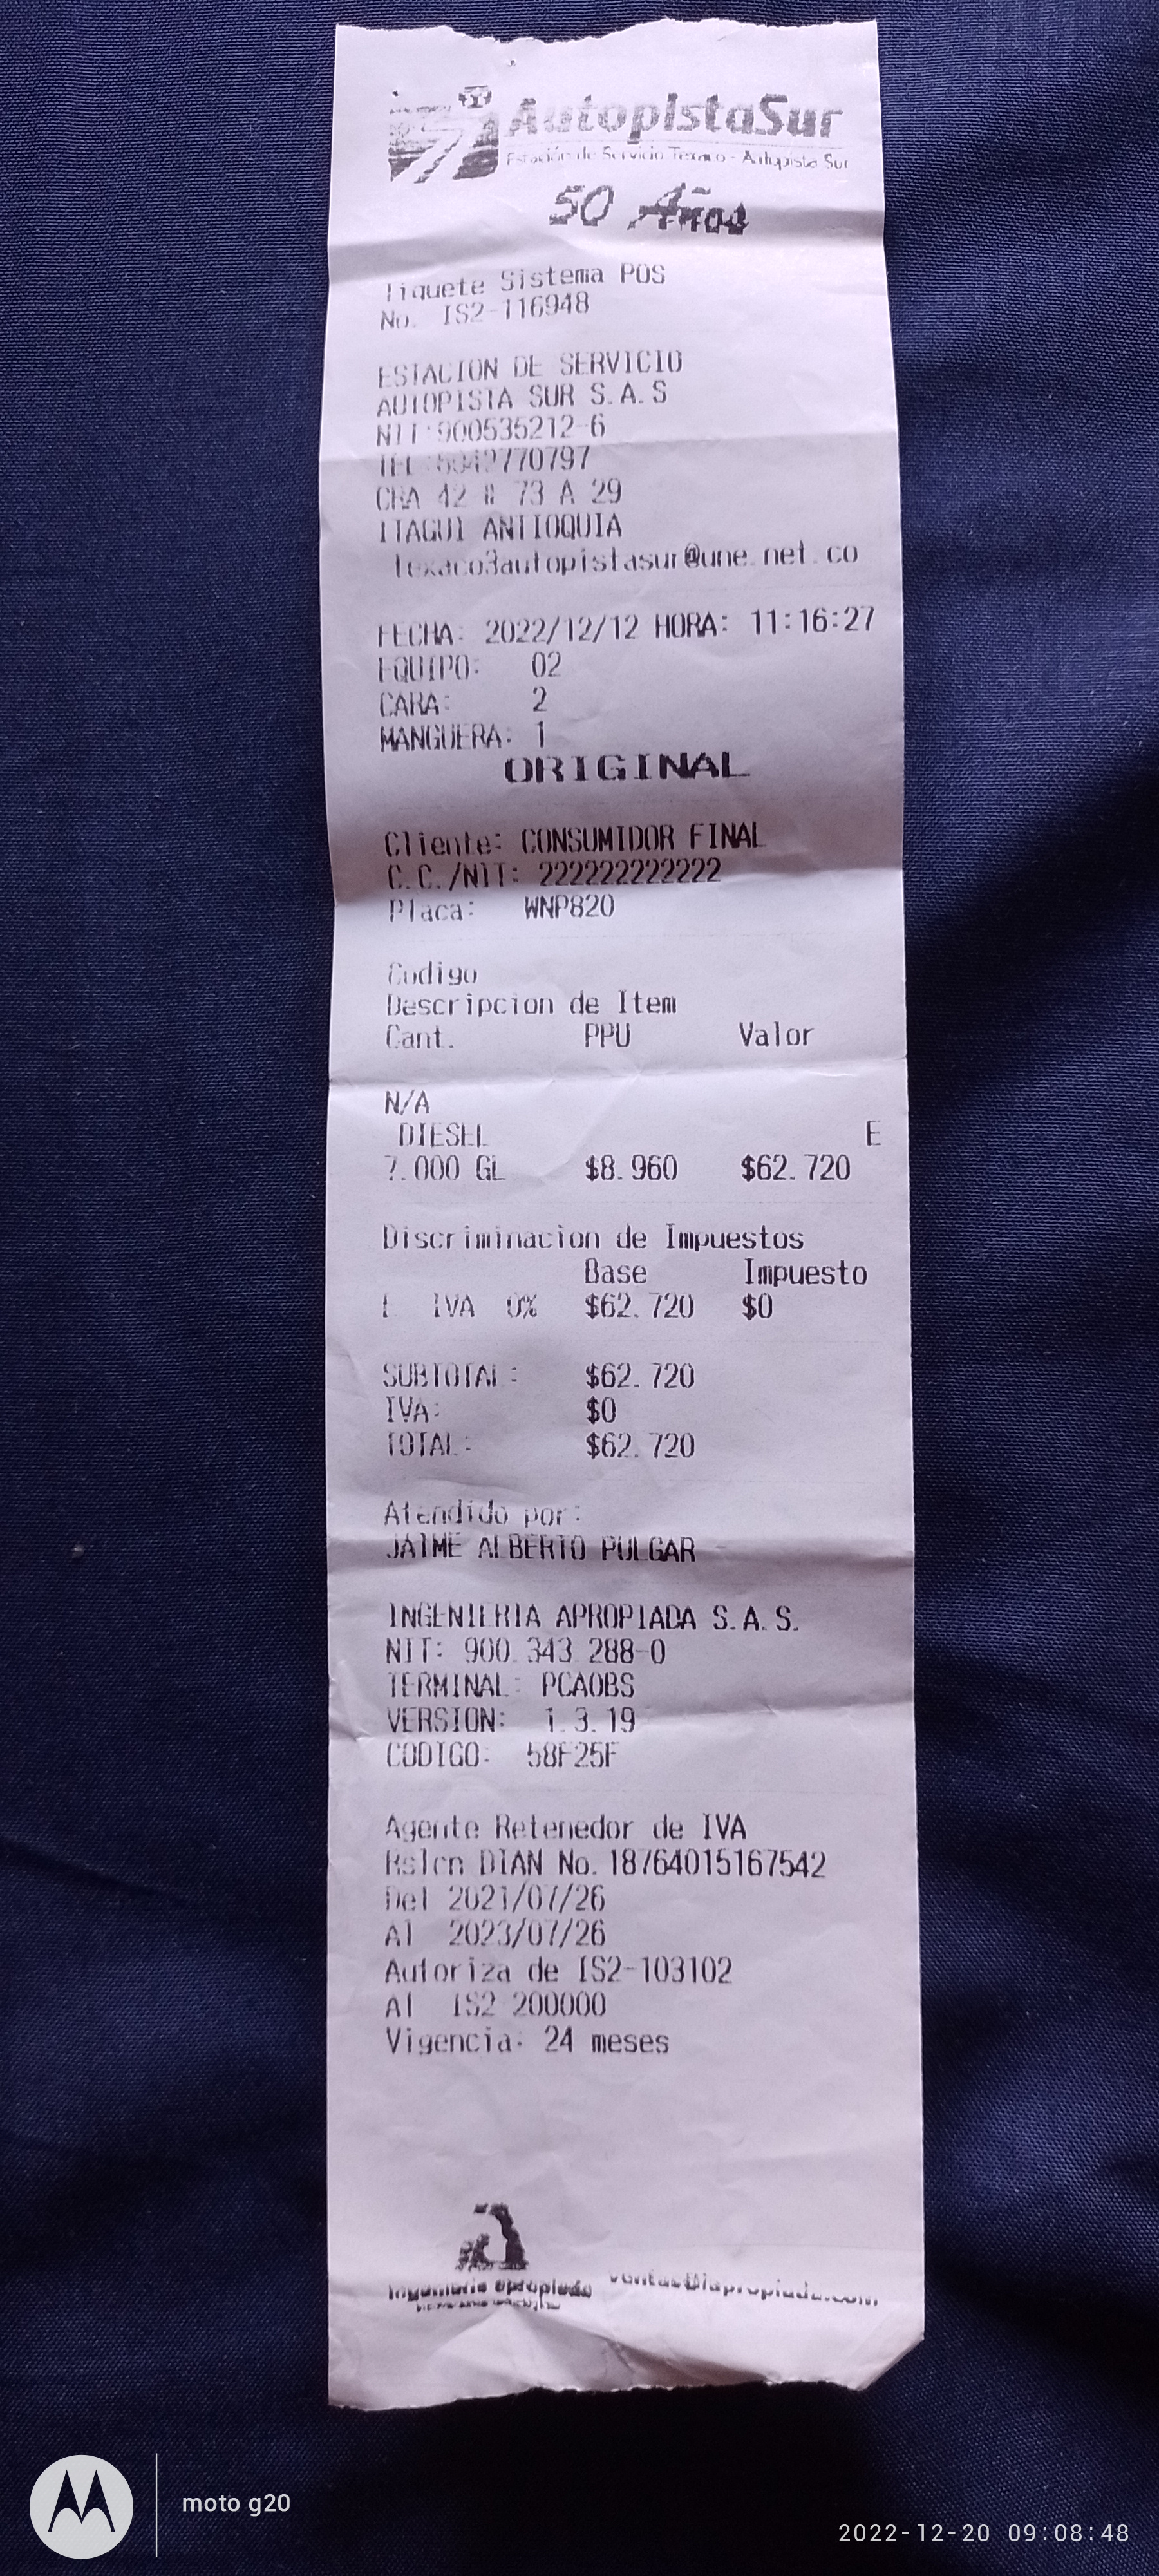 AutopistaSur
Estación de Servicio Texaco - Autopista Sur
50 Años
Tiquete Sistema POS
No. IS2-116948
ESTACION DE SERVICIO
AUTOPISTA SUR S.A.S
NIT:900535212-6
TEL:6042770797
CRA 42 # 73 A 29
ITAGUI ANTIOQUIA
texaco3autopistasur@une.net.co
FECHA: 2022/12/12 HORA: 11:16:27
EQUIPO: 02
CARA: 2
MANGUERA: 1
ORIGINAL
Cliente: CONSUMIDOR FINAL
C.C./NIT: 222222222222
Placa: WNP820
Codigo
Descripcion de Item
Cant. PPU Valor
N/A
DIESEL E
7.000 GL $8.960 $62.720
Discriminacion de Impuestos
Base Impuesto
E IVA 0% $62.720 $0
SUBTOTAL: $62.720
IVA: $0
TOTAL: $62.720
Atendido por:
JAIME ALBERTO PULGAR
INGENIERIA APROPIADA S.A.S.
NIT: 900.343.288-0
TERMINAL: PCAOBS
VERSION: 1.3.19
CODIGO: 58F25F
Agente Retenedor de IVA
Rslcn DIAN No. 18764015167542
Del 2021/07/26
Al 2023/07/26
Autoriza de IS2-103102
Al IS2-200000
Vigencia: 24 meses
Ingeniería apropiada ventas@iapropiada.com
moto g20
2022-12-20 09:08:48